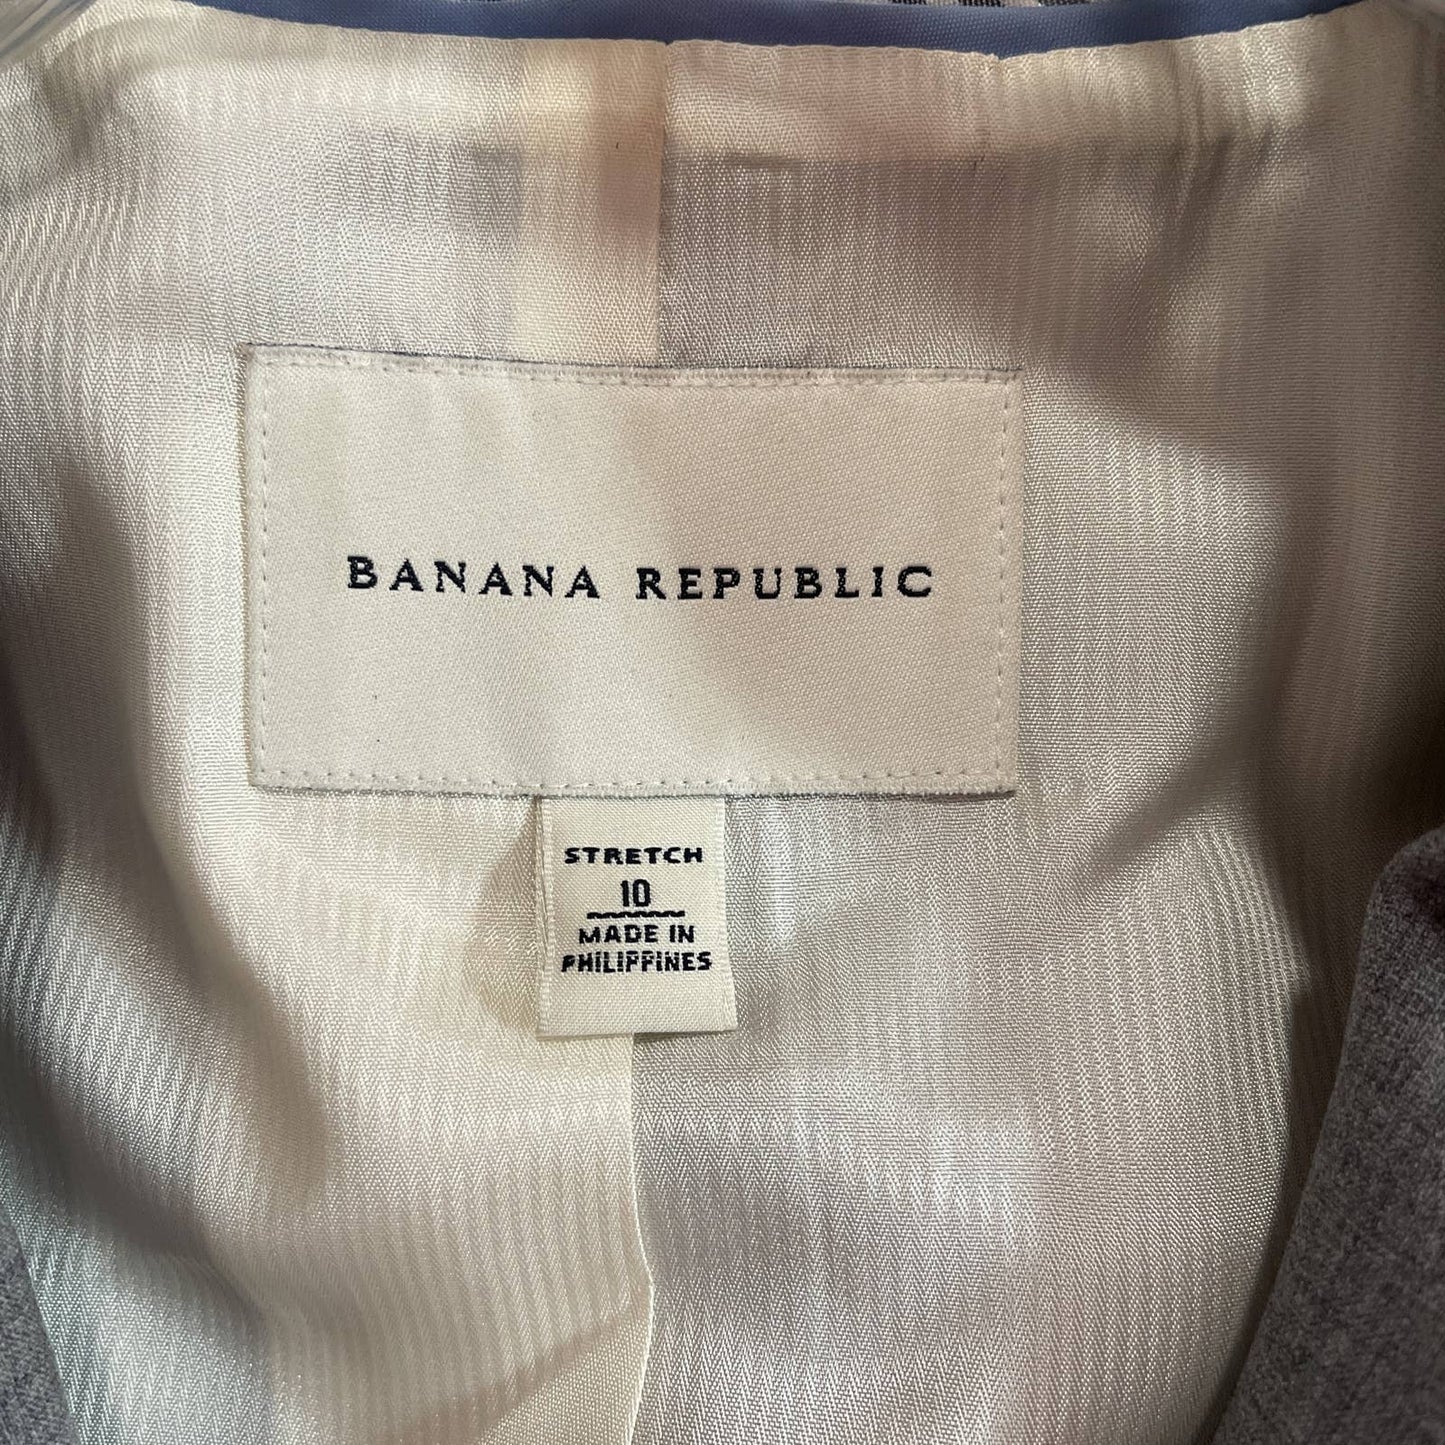 BANANA REPUBLIC
STRETCH
10
MADE IN
PHILIPPINES